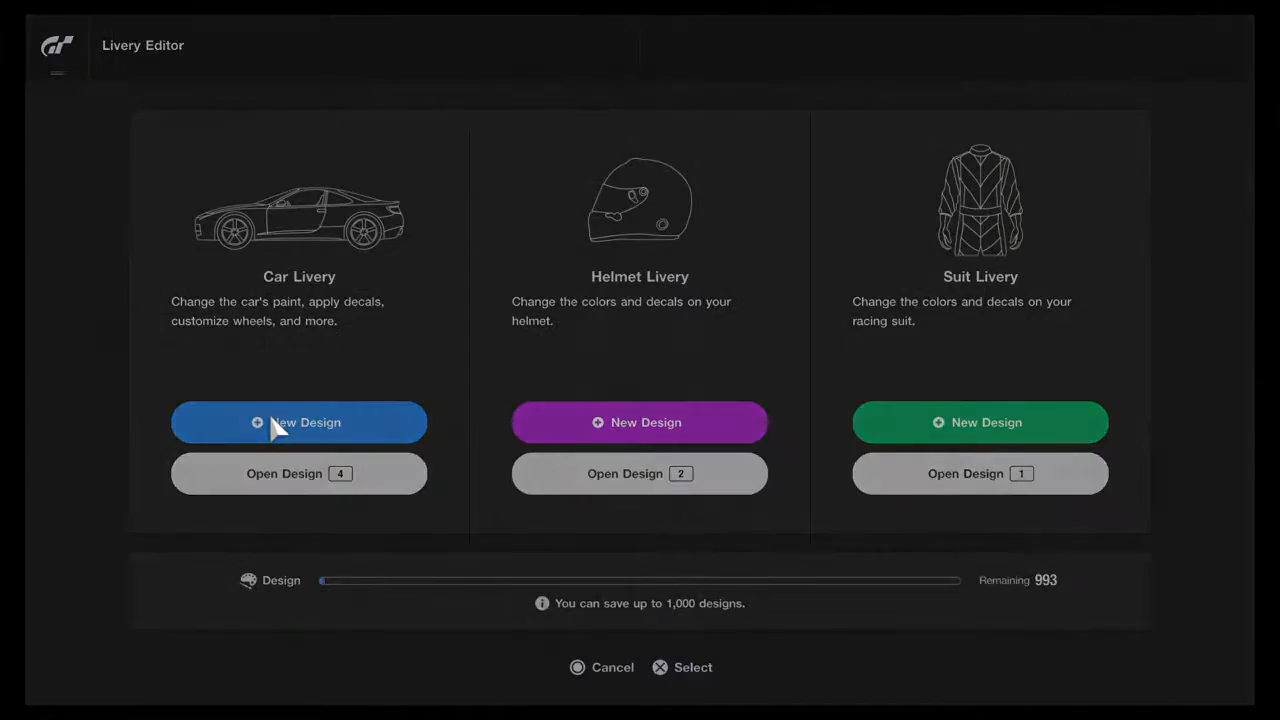 Livery Editor
Car Livery
Change the car's paint, apply decals,
customize wheels, and more.
New Design
Open Design 4
Helmet Livery
Change the colors and decals on your
helmet.
New Design
Open Design 2
Suit Livery
Change the colors and decals on your
racing suit.
New Design
Open Design 1
Design
Remaining 993
You can save up to 1,000 designs.
Cancel
Select